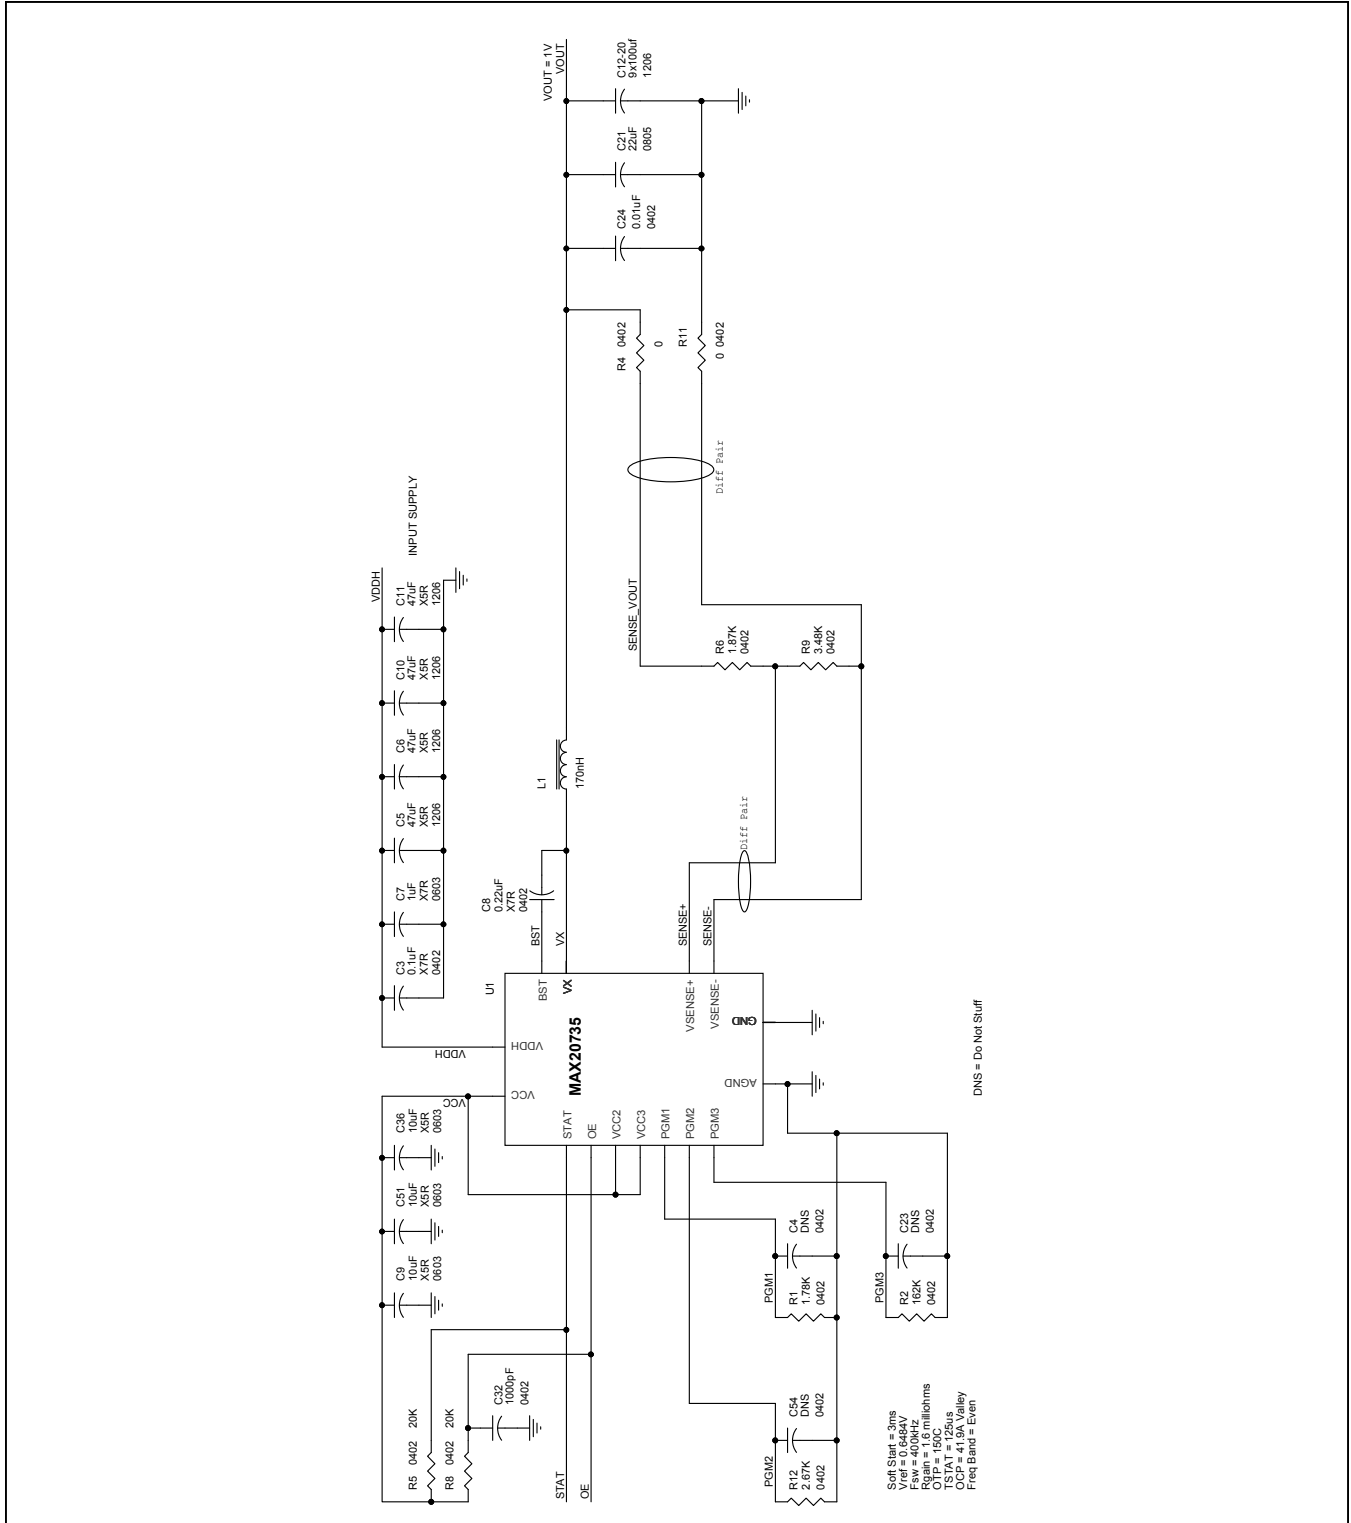 VOUT = 1V
VOUT
C12-20
9x100uf
1206
C21
22uF
0805
C24
0.01uF
0402
R4 0402
0
R11
0 0402
Diff Pair
INPUT SUPPLY
VDDH
C11
47uF
X5R
1206
C10
47uF
X5R
1206
C6
47uF
X5R
1206
C5
47uF
X5R
1206
C7
1uF
X7R
0603
C3
0.1uF
X7R
0402
SENSE_VOUT
R6
1.87K
0402
R9
3.48K
0402
L1
170nH
Diff Pair
C8
0.22uF
X7R
0402
BST
VX
SENSE+
SENSE-
U1
BST
VX
VSENSE+
VSENSE-
VDDH
VDDH
MAX20735
GND
VCC
VCC
AGND
STAT
OE
VCC2
VCC3
PGM1
PGM2
PGM3
DNS = Do Not Stuff
C36
10uF
X5R
0603
C51
10uF
X5R
0603
C9
10uF
X5R
0603
C4
DNS
0402
PGM1
R1
1.78K
0402
C23
DNS
0402
PGM3
R2
162K
0402
R5 0402 20K
R8 0402 20K
C32
1000pF
0402
STAT
OE
C54
DNS
0402
PGM2
R12
2.67K
0402
Soft Start = 3ms
Vref = 0.6484V
Fsw = 400kHz
Rgain = 1.6 milliohms
OTP = 150C
TSTAT = 125us
OCP = 41.9A Valley
Freq Band = Even